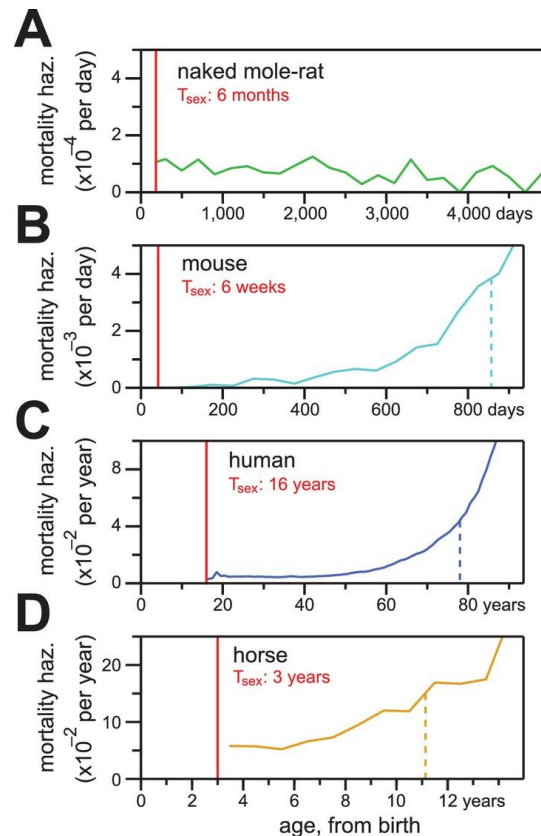 A
mortality haz.
(x10⁻⁴ per day)
naked mole-rat
Tsex: 6 months
4
2
0
0 1,000 2,000 3,000 4,000 days
B
mortality haz.
(x10⁻³ per day)
mouse
Tsex: 6 weeks
4
2
0
200 400 600 800 days
C
mortality haz.
(x10⁻² per year)
human
Tsex: 16 years
8
4
0
0 20 40 60 80 years
D
mortality haz.
(x10⁻² per year)
horse
Tsex: 3 years
20
10
0
0 2 4 6 8 10 12 years
age, from birth